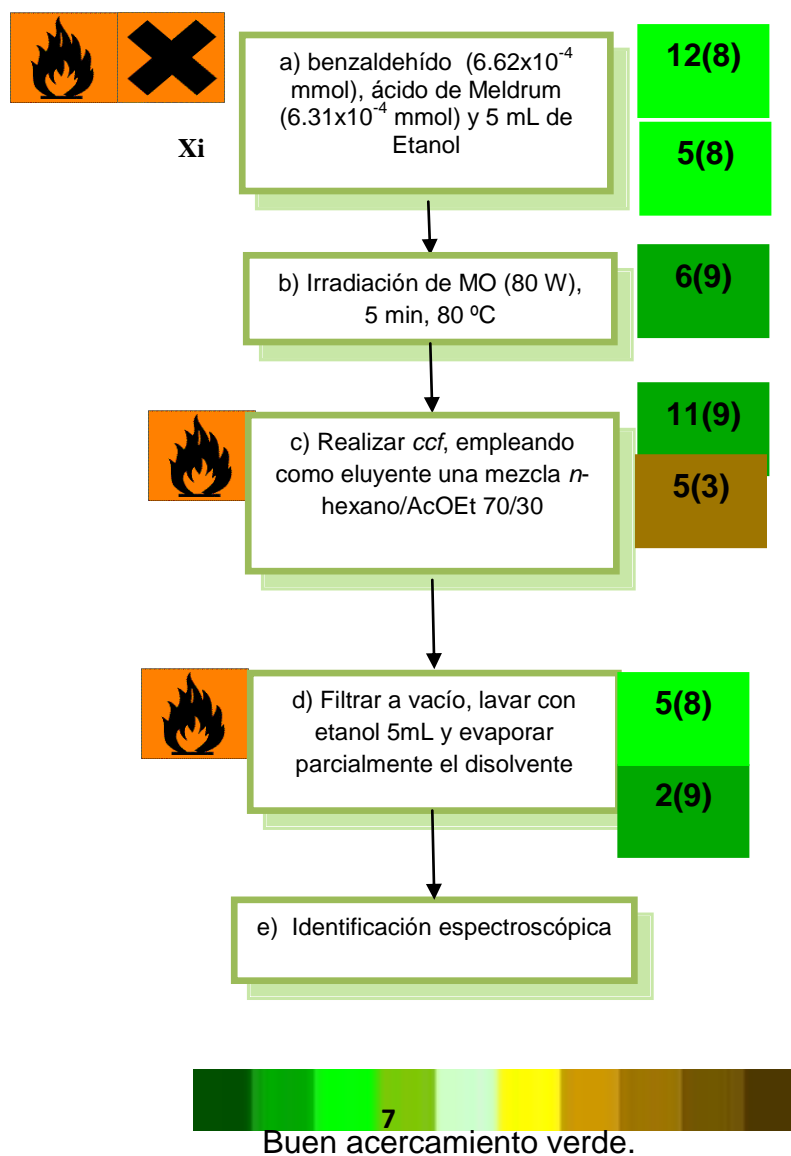 a) benzaldehído (6.62x10⁻⁴
mmol), ácido de Meldrum
(6.31x10⁻⁴ mmol) y 5 mL de
Etanol
12(8)
Xi
5(8)
b) Irradiación de MO (80 W),
5 min, 80 ºC
6(9)
c) Realizar ccf, empleando
como eluyente una mezcla n-
hexano/AcOEt 70/30
11(9)
5(3)
d) Filtrar a vacío, lavar con
etanol 5mL y evaporar
parcialmente el disolvente
5(8)
2(9)
e) Identificación espectroscópica
7
Buen acercamiento verde.